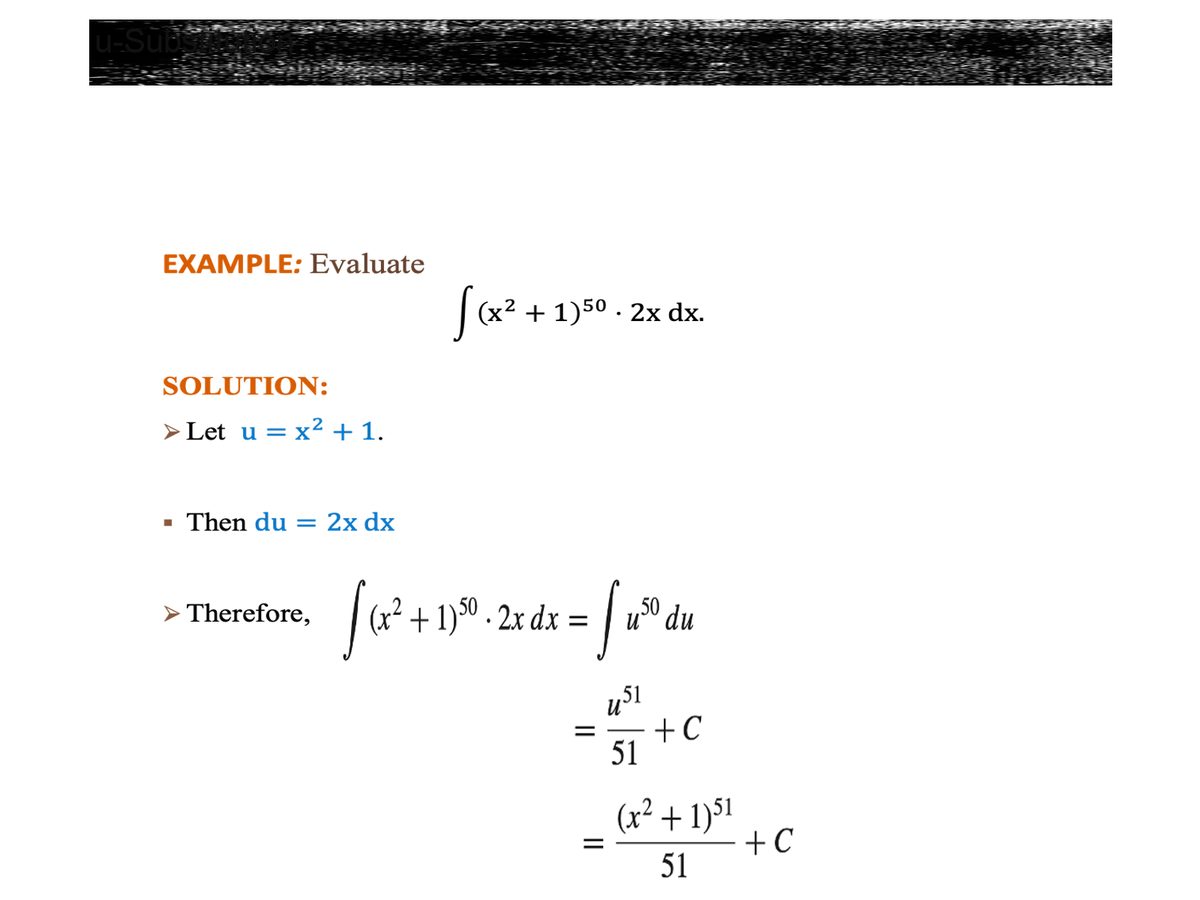 EXAMPLE: Evaluate
∫(x² + 1)⁵⁰ · 2x dx.
SOLUTION:
➢ Let u = x² + 1.
▪ Then du = 2x dx
➢ Therefore, ∫(x² + 1)⁵⁰ · 2x dx = ∫u⁵⁰ du
= u⁵¹/51 + C
= (x² + 1)⁵¹/51 + C